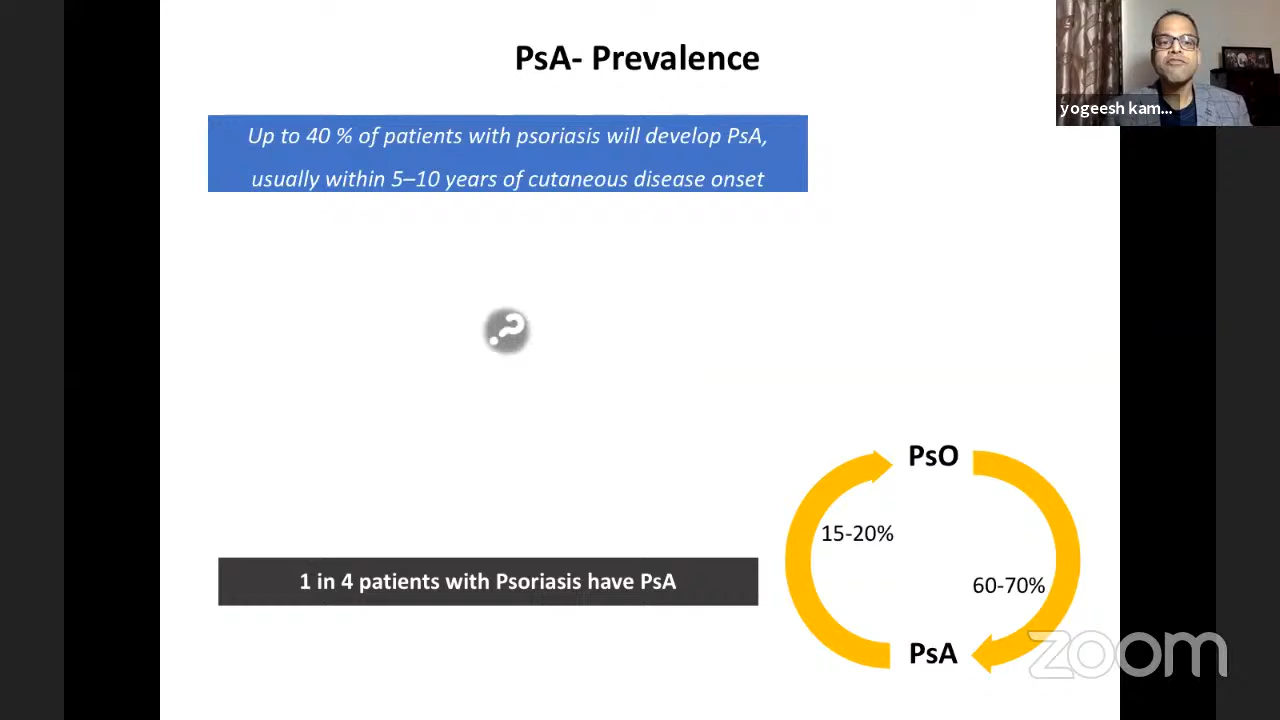 PsA- Prevalence
yogeesh kam...
Up to 40 % of patients with psoriasis will develop PsA,
usually within 5–10 years of cutaneous disease onset
?
PsO
15-20%
60-70%
1 in 4 patients with Psoriasis have PsA
PsA
zoom